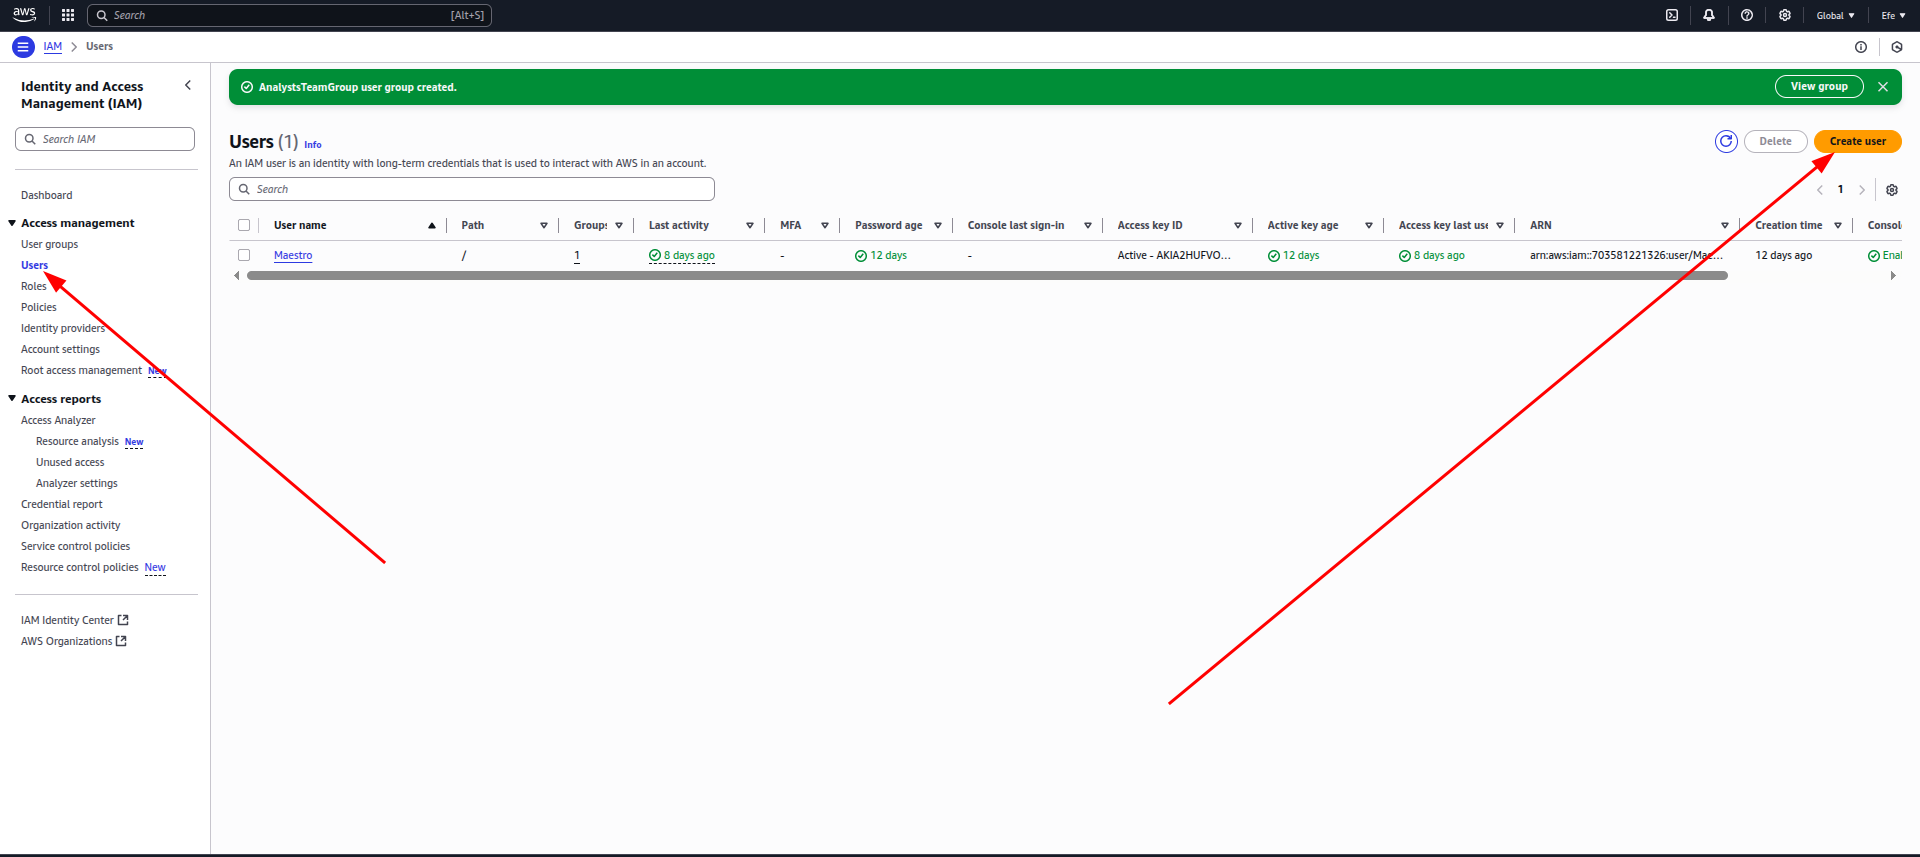 aws
Search [Alt+S]
Global
Efe
IAM > Users
Identity and Access
Management (IAM)
Search IAM
Dashboard
Access management
User groups
Users
Roles
Policies
Identity providers
Account settings
Root access management New
Access reports
Access Analyzer
Resource analysis New
Unused access
Analyzer settings
Credential report
Organization activity
Service control policies
Resource control policies New
IAM Identity Center
AWS Organizations
AnalystsTeamGroup user group created.
View group
Users (1) Info
Delete
Create user
An IAM user is an identity with long-term credentials that is used to interact with AWS in an account.
Search
1
User name Path Groups Last activity MFA Password age Console last sign-in Access key ID Active key age Access key last use ARN Creation time Consol
Maestro / 1 8 days ago - 12 days - Active - AKIA2HUFVO... 12 days 8 days ago arn:aws:iam::703581221326:user/Mae... 12 days ago Enal